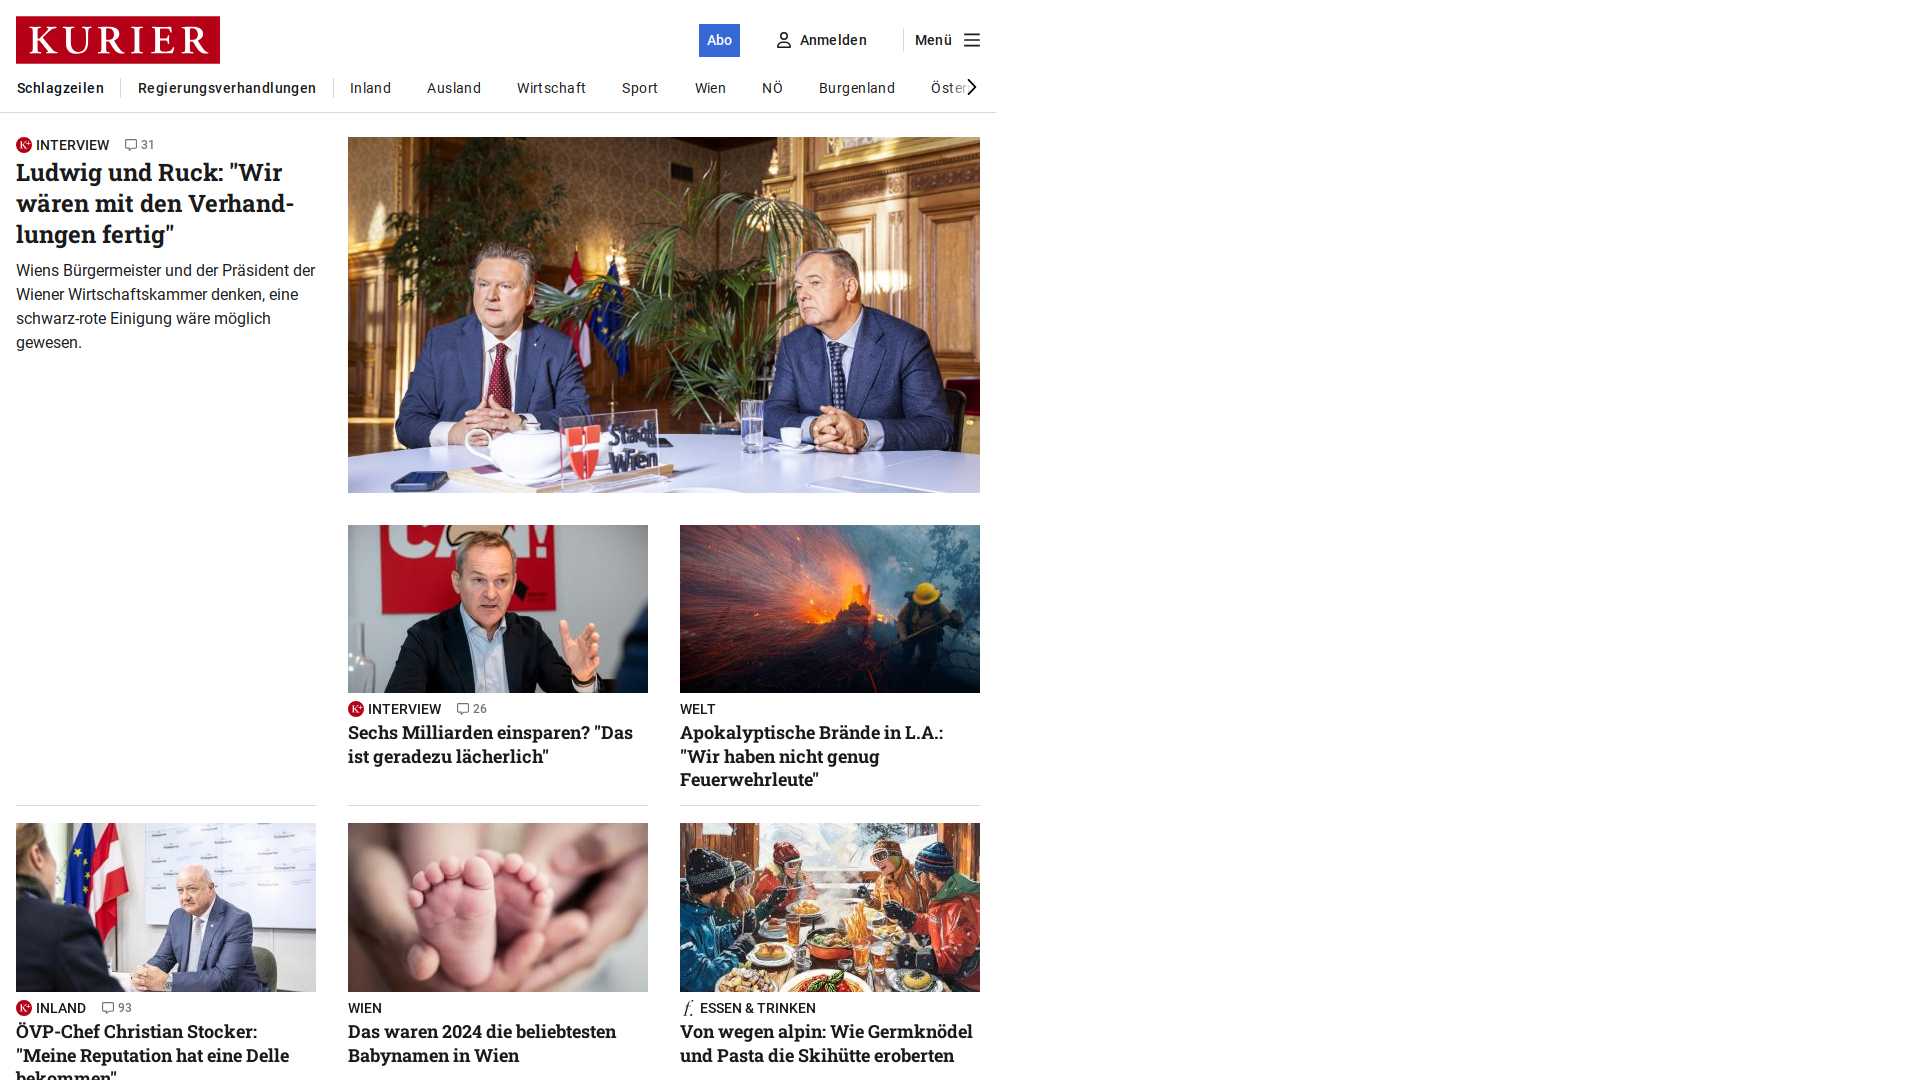 KURIER
Abo
Anmelden
Menü
Schlagzeilen
Regierungsverhandlungen
Inland
Ausland
Wirtschaft
Sport
Wien
NÖ
Burgenland
INTERVIEW
31
Ludwig und Ruck: "Wir
wären mit den Verhand-
lungen fertig"
Wiens Bürgermeister und der Präsident der
Wiener Wirtschaftskammer denken, eine
schwarz-rote Einigung wäre möglich
gewesen.
Stadt
Wien
INTERVIEW
26
Sechs Milliarden einsparen? "Das
ist geradezu lächerlich"
WELT
Apokalyptische Brände in L.A.:
"Wir haben nicht genug
Feuerwehrleute"
INLAND
93
ÖVP-Chef Christian Stocker:
"Meine Reputation hat eine Delle
bekommen"
WIEN
Das waren 2024 die beliebtesten
Babynamen in Wien
ESSEN & TRINKEN
Von wegen alpin: Wie Germknödel
und Pasta die Skihütte eroberten